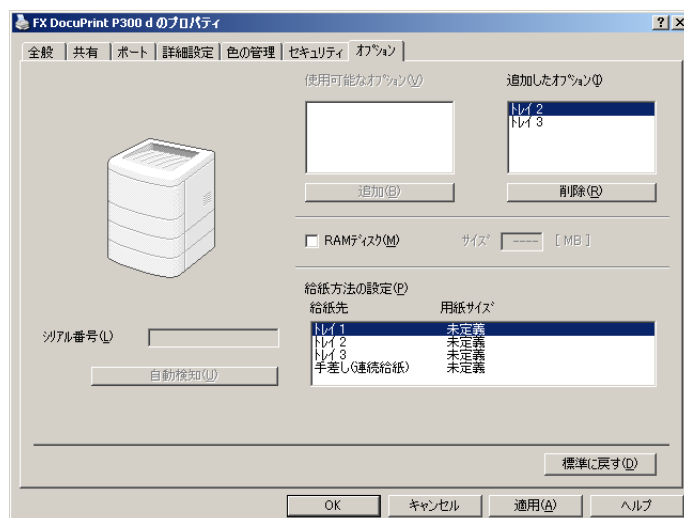 FX DocuPrint P300 d のプロパティ
全般 共有 ポート 詳細設定 色の管理 セキュリティ オプション
使用可能なオプション(V)
追加したオプション(I)
トレイ 2
トレイ 3
追加(B)
削除(R)
RAMディスク(M) サイズ ---- [MB]
給紙方法の設定(P)
給紙先 用紙サイズ
トレイ 1 未定義
トレイ 2 未定義
トレイ 3 未定義
手差し(連続給紙) 未定義
シリアル番号(L)
自動検知(U)
標準に戻す(D)
OK キャンセル 適用(A) ヘルプ